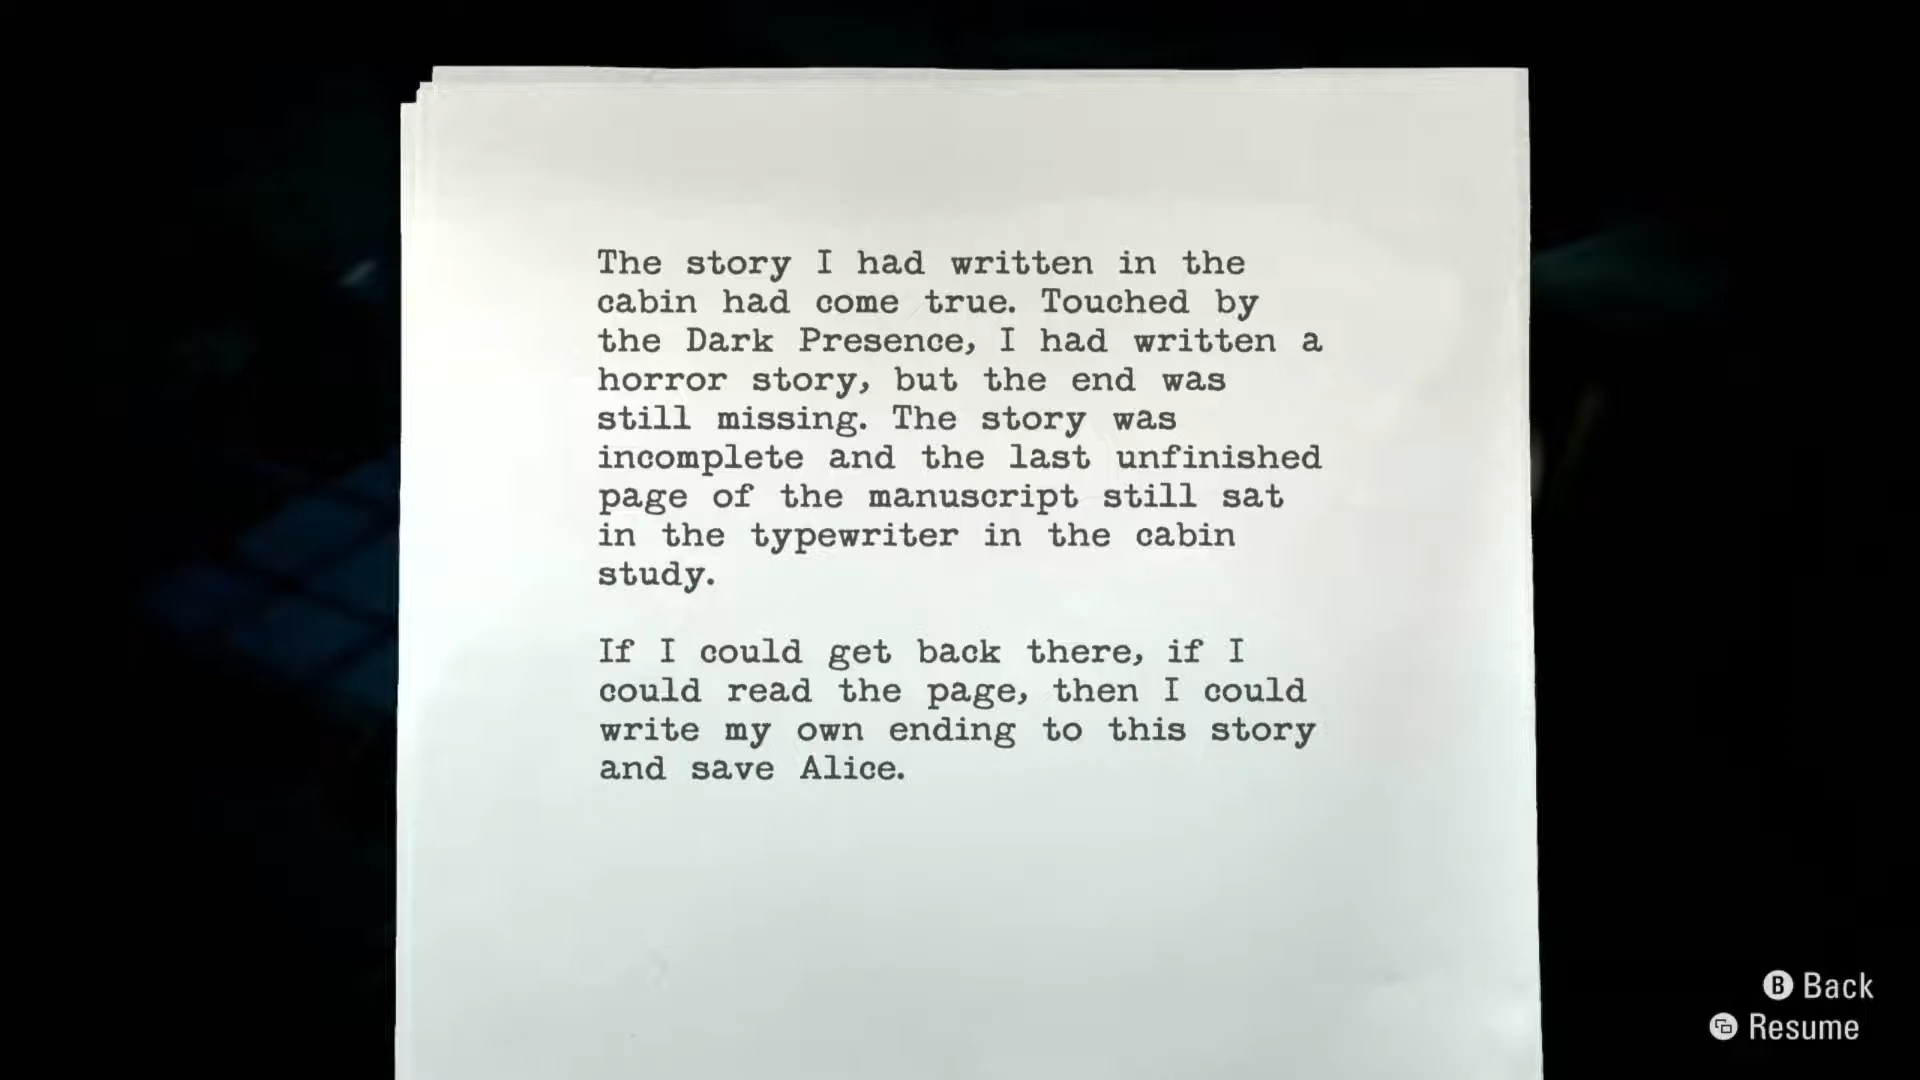 The story I had written in the
cabin had come true. Touched by
the Dark Presence, I had written a
horror story, but the end was
still missing. The story was
incomplete and the last unfinished
page of the manuscript still sat
in the typewriter in the cabin
study.
If I could get back there, if I
could read the page, then I could
write my own ending to this story
and save Alice.
B Back
Resume